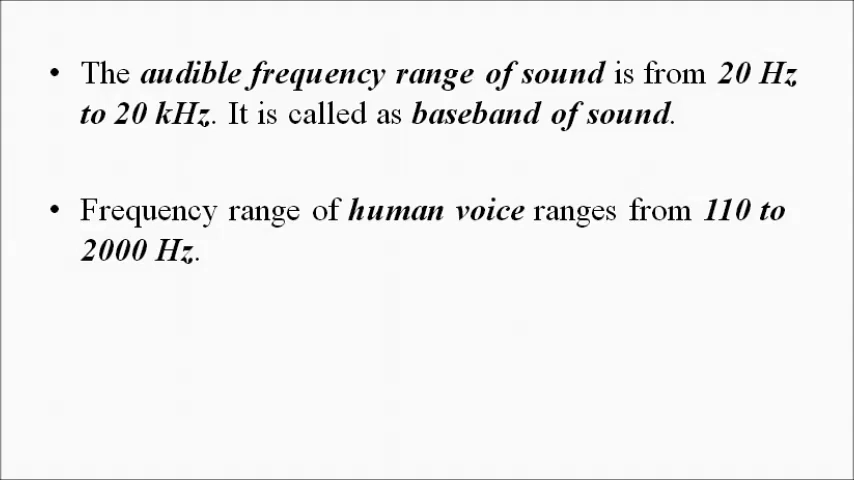 • The audible frequency range of sound is from 20 Hz
to 20 kHz. It is called as baseband of sound.
• Frequency range of human voice ranges from 110 to
2000 Hz.